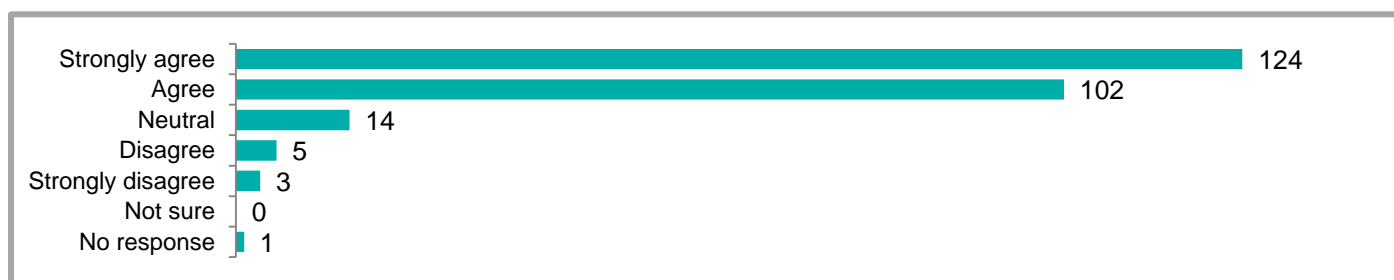 Strongly agree 124
Agree 102
Neutral 14
Disagree 5
Strongly disagree 3
Not sure 0
No response 1